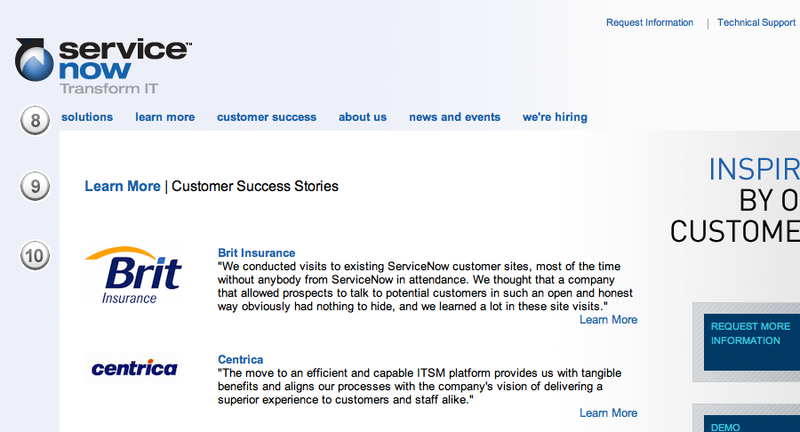 Request Information | Technical Support
service™
now
Transform IT
8
solutions learn more customer success about us news and events we're hiring
9
Learn More | Customer Success Stories
INSPIR
BY O
CUSTOME
10
Brit
Insurance
Brit Insurance
"We conducted visits to existing ServiceNow customer sites, most of the time
without anybody from ServiceNow in attendance. We thought that a company
that allowed prospects to talk to potential customers in such an open and honest
way obviously had nothing to hide, and we learned a lot in these site visits."
Learn More
REQUEST MORE
INFORMATION
centrica
Centrica
"The move to an efficient and capable ITSM platform provides us with tangible
benefits and aligns our processes with the company's vision of delivering a
superior experience to customers and staff alike."
Learn More
DEMO